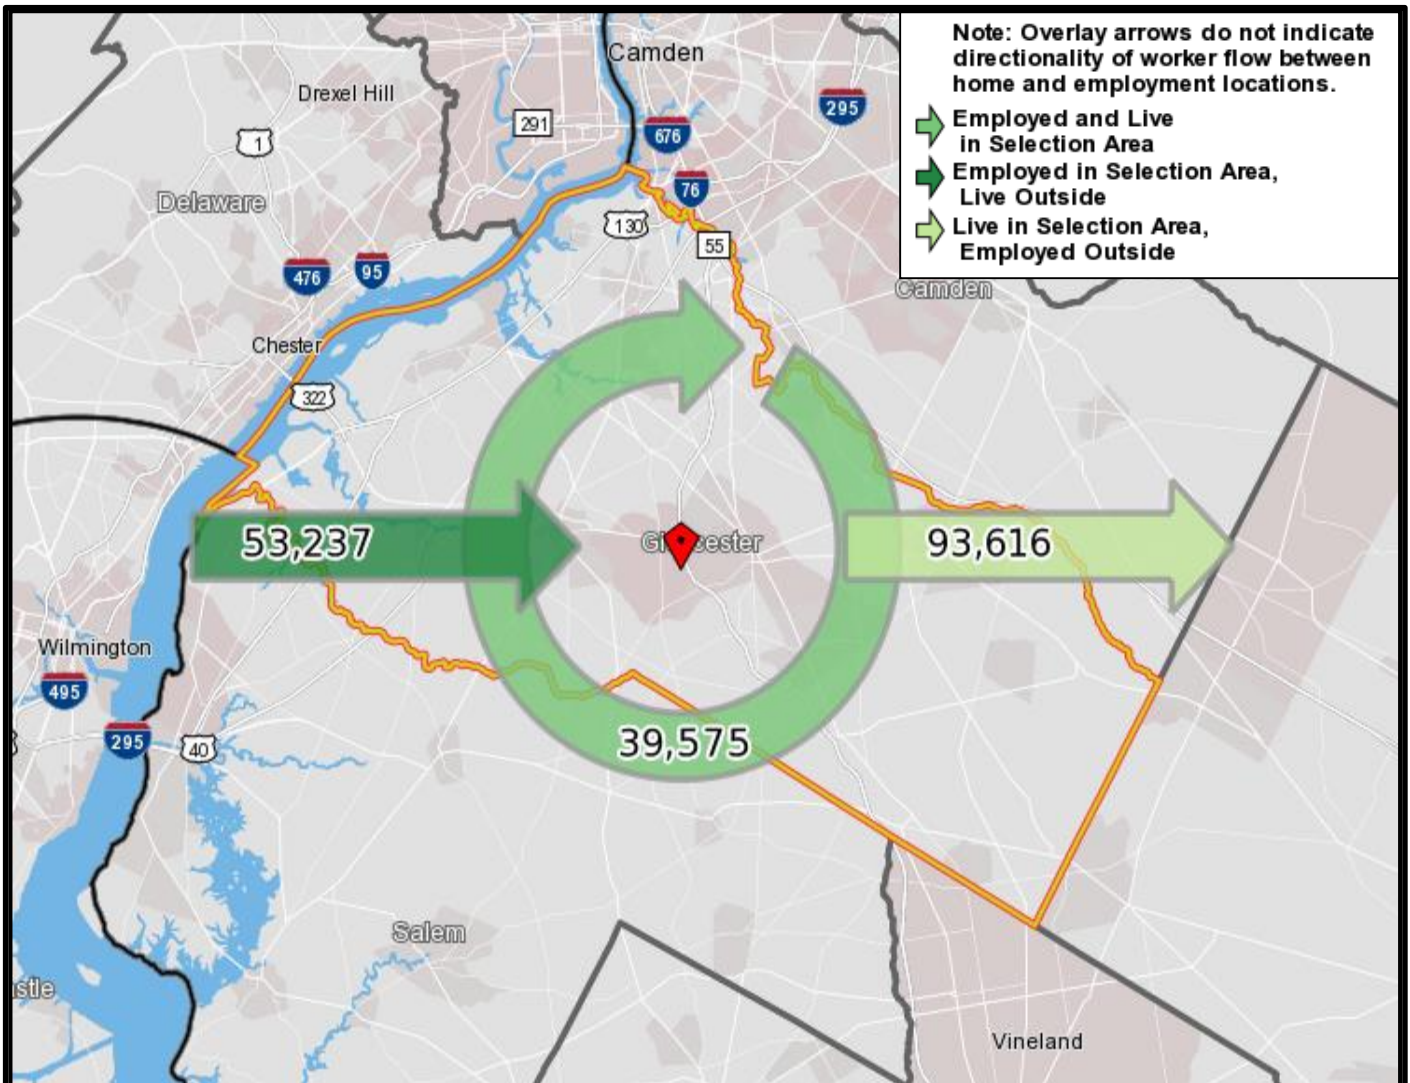 Note: Overlay arrows do not indicate
directionality of worker flow between
home and employment locations.
Employed and Live
in Selection Area
Employed in Selection Area,
Live Outside
Live in Selection Area,
Employed Outside
Camden
Drexel Hill
295
291
676
1
76
Delaware
130
55
476
95
Camden
Chester
322
53,237
93,616
Wilmington
495
295
40
39,575
Salem
Vineland